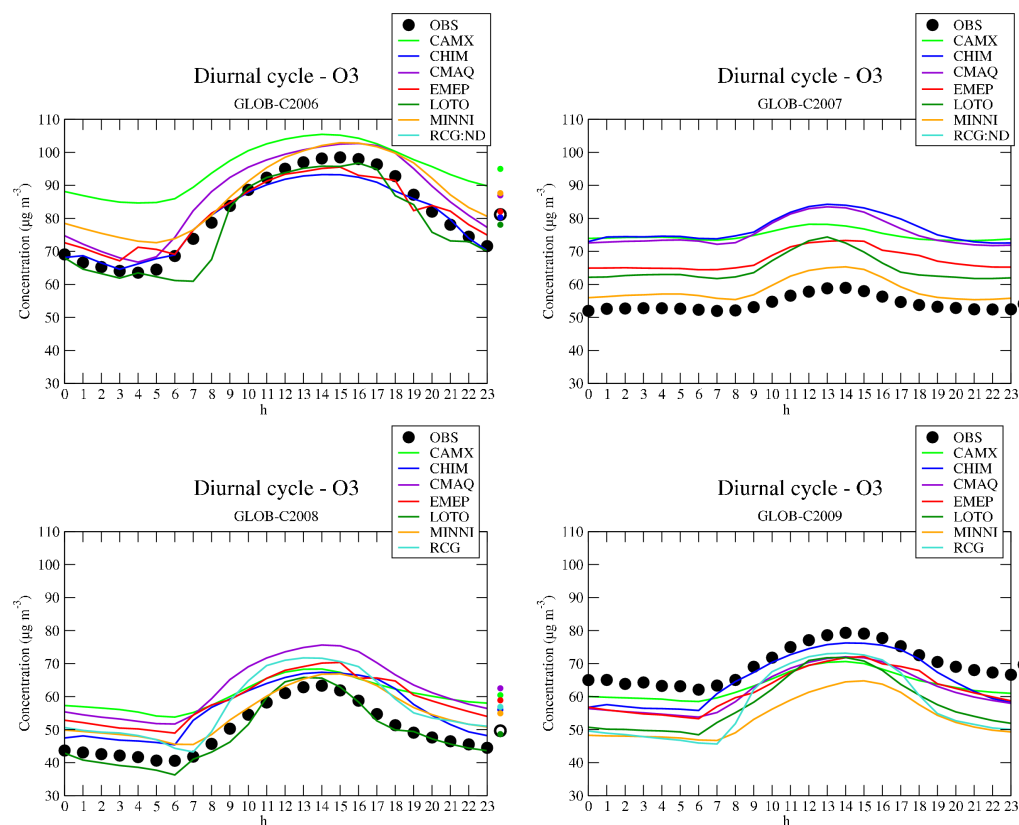 OBS
CAMX
CHIM
CMAQ
EMEP
LOTO
MINNI
RCG:ND
Diurnal cycle - O3
GLOB-C2006
Concentration (µg m-3)
110
100
90
80
70
60
50
40
30
0 1 2 3 4 5 6 7 8 9 10 11 12 13 14 15 16 17 18 19 20 21 22 23
h
OBS
CAMX
CHIM
CMAQ
EMEP
LOTO
MINNI
RCG:ND
Diurnal cycle - O3
GLOB-C2007
Concentration (µg m-3)
110
100
90
80
70
60
50
40
30
0 1 2 3 4 5 6 7 8 9 10 11 12 13 14 15 16 17 18 19 20 21 22 23
h
OBS
CAMX
CHIM
CMAQ
EMEP
LOTO
MINNI
RCG
Diurnal cycle - O3
GLOB-C2008
Concentration (µg m-3)
110
100
90
80
70
60
50
40
30
0 1 2 3 4 5 6 7 8 9 10 11 12 13 14 15 16 17 18 19 20 21 22 23
h
OBS
CAMX
CHIM
CMAQ
EMEP
LOTO
MINNI
RCG
Diurnal cycle - O3
GLOB-C2009
Concentration (µg m-3)
110
100
90
80
70
60
50
40
30
0 1 2 3 4 5 6 7 8 9 10 11 12 13 14 15 16 17 18 19 20 21 22 23
h